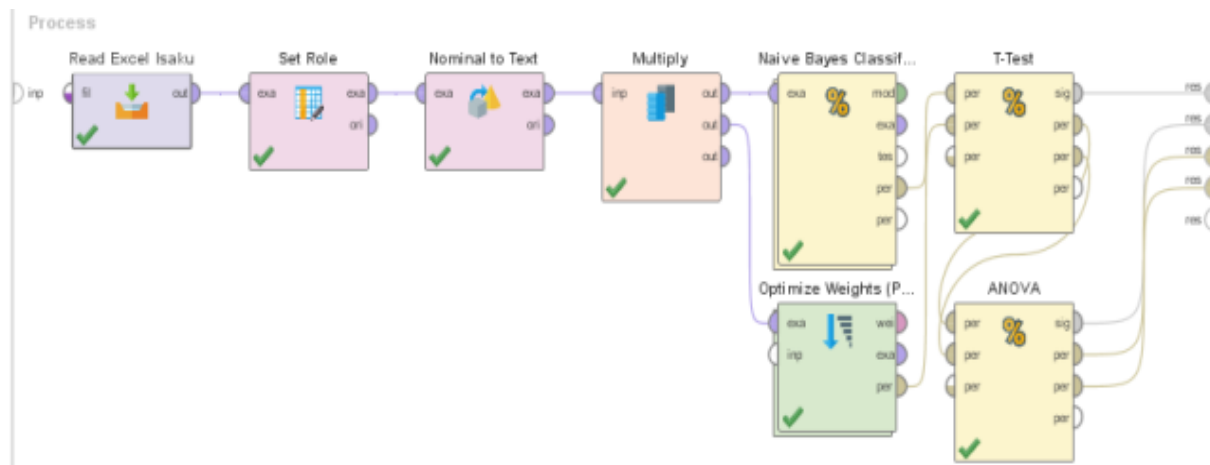 Process
Read Excel Isaku
Set Role
Nominal to Text
Multiply
Naive Bayes Classif...
T-Test
inp
fil
out
exa
exa
ori
exa
exa
ori
inp
out
out
out
exa
mod
exa
tes
per
per
per
per
per
sig
per
per
per
res
res
res
res
res
Optimize Weights (P...
ANOVA
exa
inp
wei
exa
per
per
per
per
sig
per
per
per